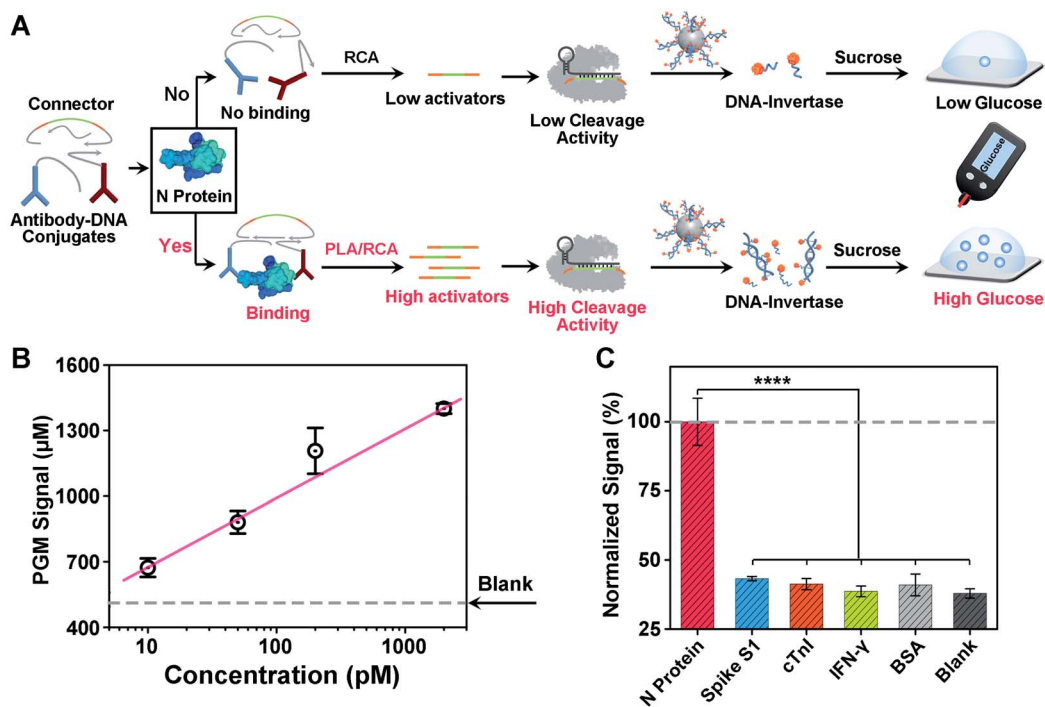 A
Connector
Antibody-DNA
Conjugates
No
N Protein
Yes
No binding
RCA
Low activators
Low Cleavage
Activity
DNA-Invertase
Sucrose
Low Glucose
Glucose
Binding
PLA/RCA
High activators
High Cleavage
Activity
DNA-Invertase
Sucrose
High Glucose
B
PGM Signal (μM)
1600
1300
1000
700
400
Blank
10
100
1000
Concentration (pM)
C
Normalized Signal (%)
100
75
50
25
****
N Protein
Spike S1
cTnI
IFN-γ
BSA
Blank